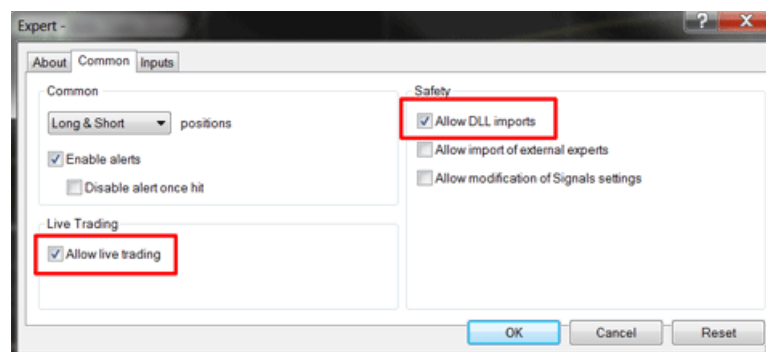 Expert -
About Common Inputs
Common
Long & Short positions
Enable alerts
Disable alert once hit
Live Trading
Allow live trading
Safety
Allow DLL imports
Allow import of external experts
Allow modification of Signals settings
OK Cancel Reset